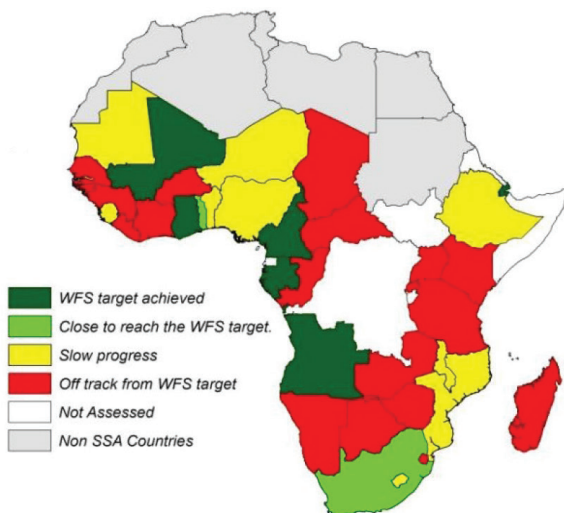 WFS target achieved
Close to reach the WFS target.
Slow progress
Off track from WFS target
Not Assessed
Non SSA Countries